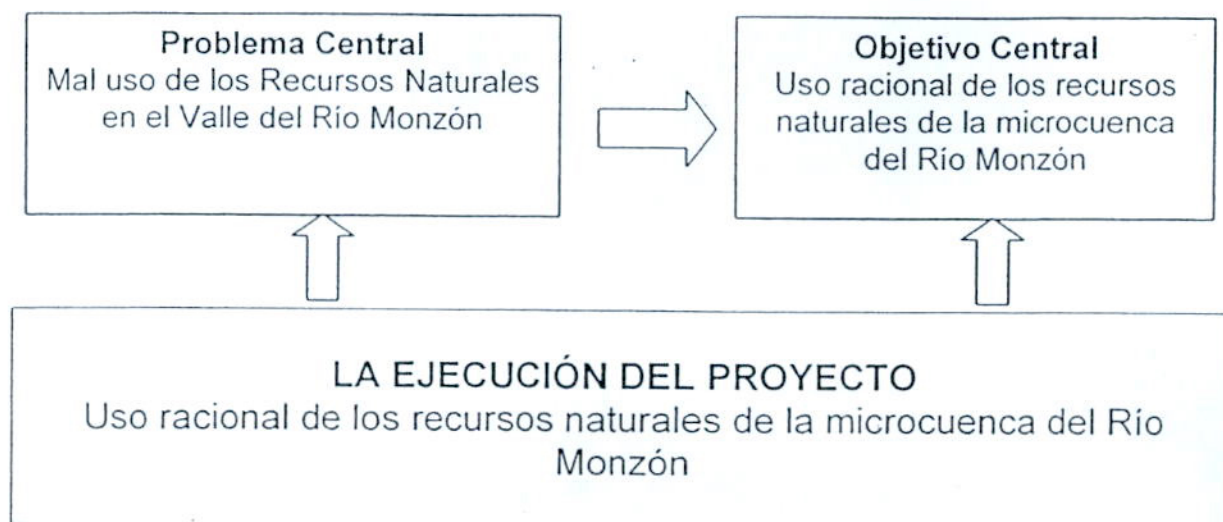 Problema Central
Mal uso de los Recursos Naturales
en el Valle del Río Monzón
Objetivo Central
Uso racional de los recursos
naturales de la microcuenca
del Río Monzón
LA EJECUCIÓN DEL PROYECTO
Uso racional de los recursos naturales de la microcuenca del Río
Monzón